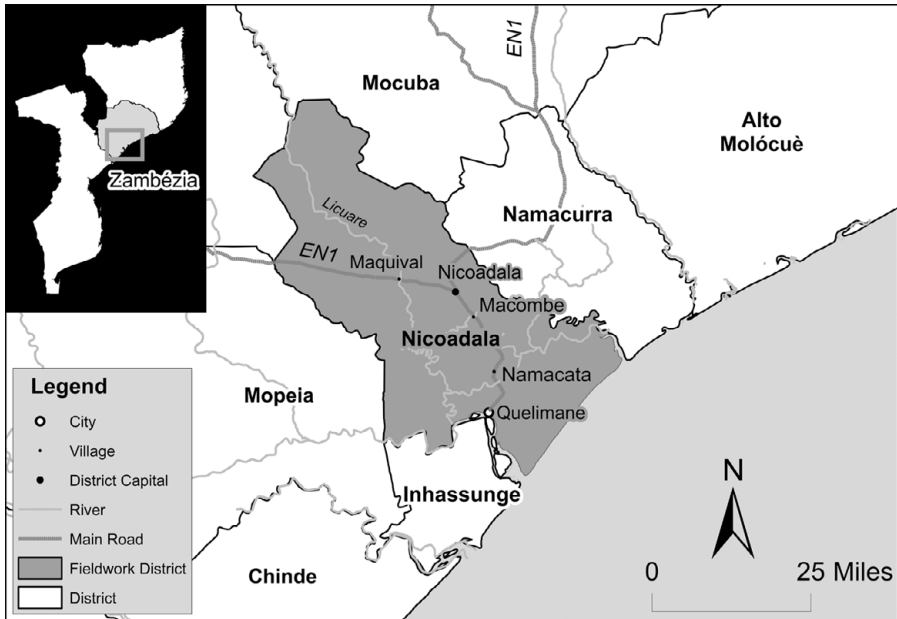 Zambézia
EN1
Mocuba
Alto
Molócuè
Namacurra
Licuare
EN1
Maquival
Nicoadala
Macombe
Nicoadala
Namacata
Mopeia
Quelimane
Inhassunge
Chinde
Legend
City
Village
District Capital
River
Main Road
Fieldwork District
District
N
0 25 Miles